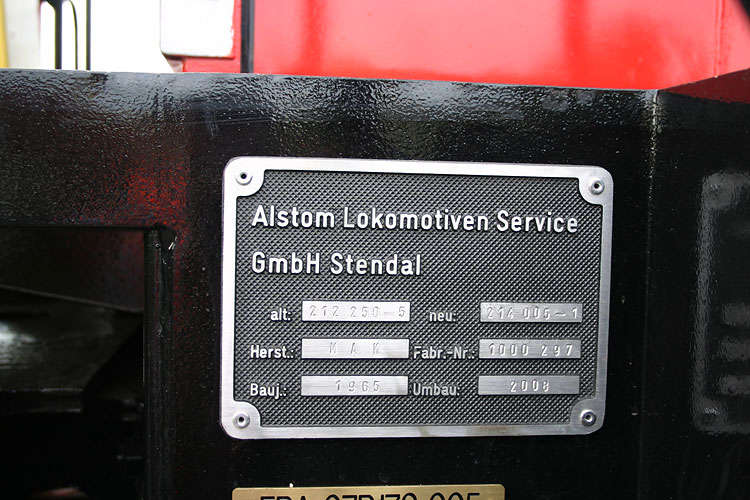 Alstom Lokomotiven Service
GmbH Stendal
alt: 212 250-5 neu: 214 005-1
Herst.: MAK Fabr.-Nr.: 1000 297
Bauj.: 1965 Umbau: 2008